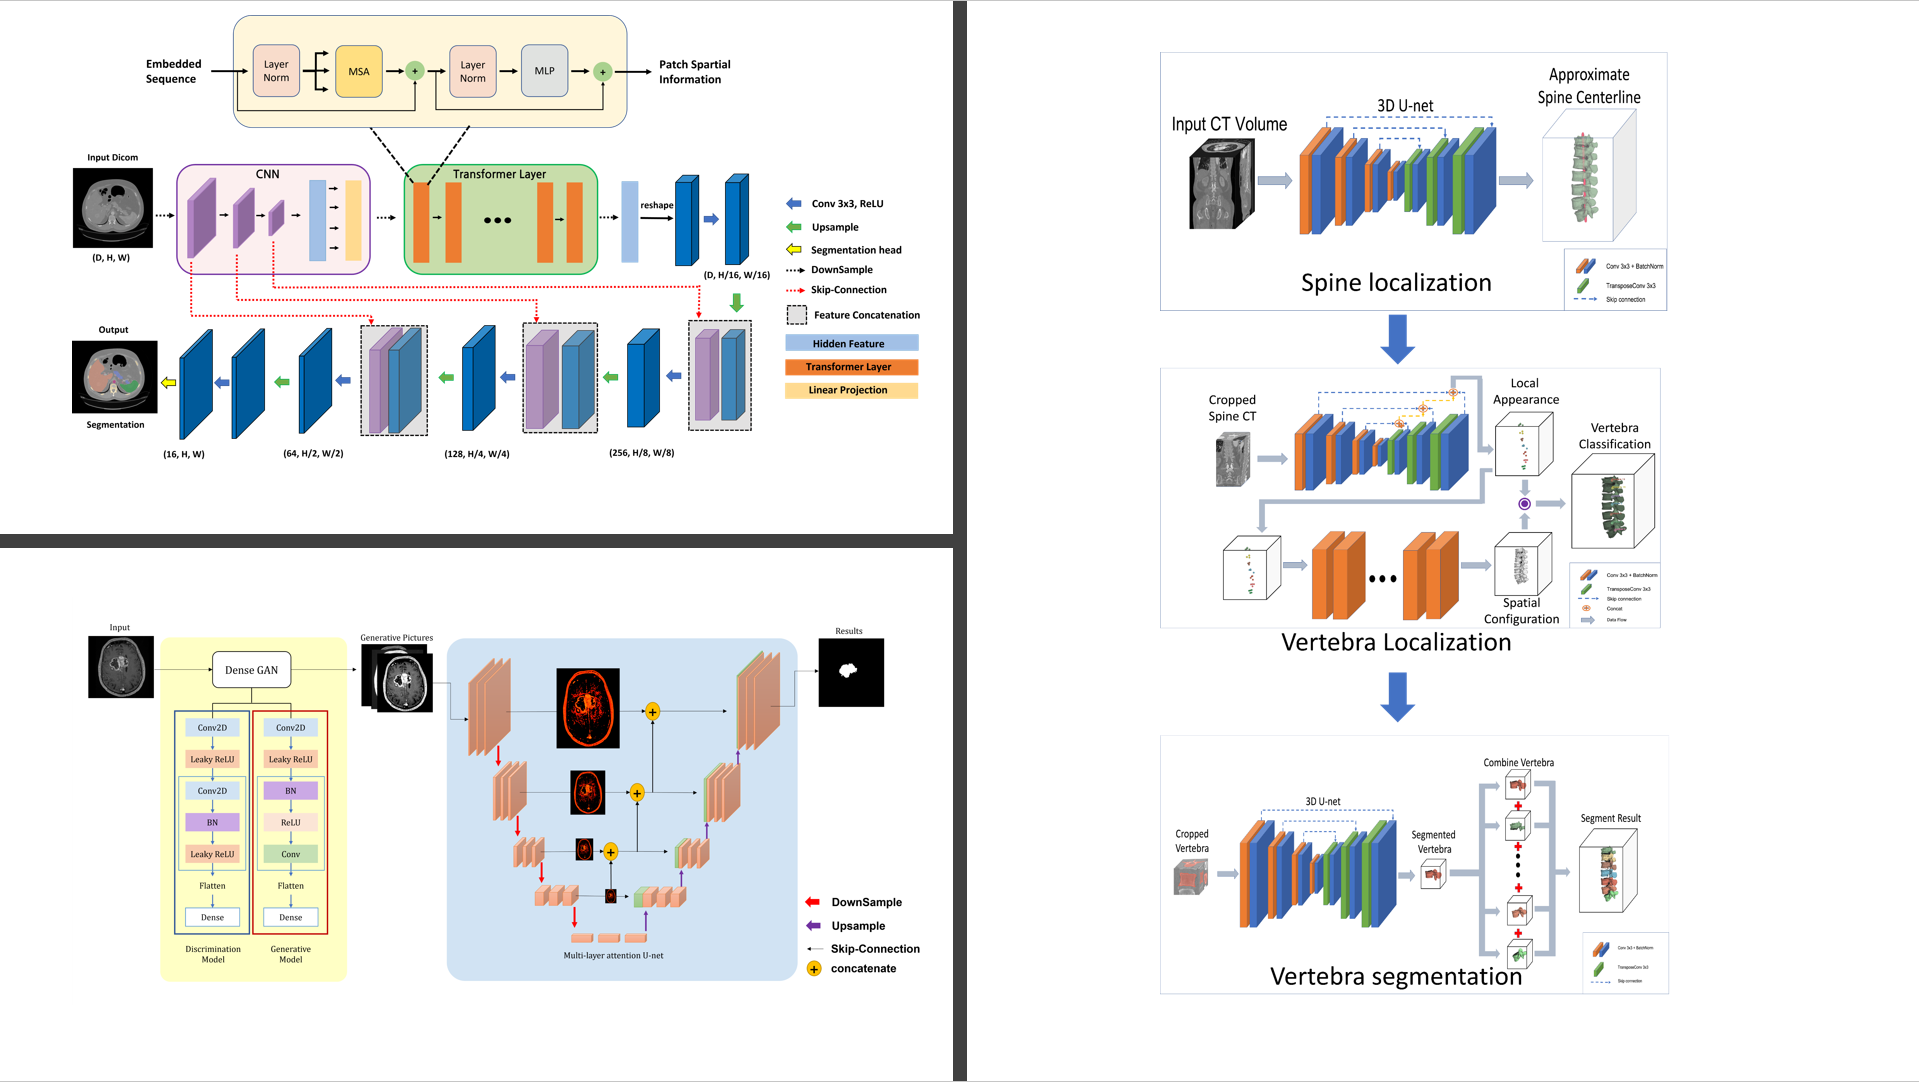 Embedded
Sequence
Layer
Norm
MSA
+
Layer
Norm
MLP
+
Patch Spartial
Information
Input Dicom
(D, H, W)
CNN
Transformer Layer
reshape
(D, H/16, W/16)
Conv 3x3, ReLU
Upsample
Segmentation head
DownSample
Skip-Connection
Feature Concatenation
Hidden Feature
Transformer Layer
Linear Projection
Output
Segmentation
(16, H, W)
(64, H/2, W/2)
(128, H/4, W/4)
(256, H/8, W/8)
Input
Dense GAN
Conv2D
Leaky ReLU
Conv2D
BN
Leaky ReLU
Flatten
Dense
Discrimination
Model
Conv2D
Leaky ReLU
BN
ReLU
Conv
Flatten
Dense
Generative
Model
Generative Pictures
Results
+
+
+
Multi-layer attention U-net
DownSample
Upsample
Skip-Connection
+ concatenate
Input CT Volume
3D U-net
Approximate
Spine Centerline
Spine localization
Conv 3x3 + BatchNorm
TransposeConv 3x3
Skip connection
Cropped
Spine CT
Local
Appearance
Vertebra
Classification
Spatial
Configuration
Conv 3x3 + BatchNorm
TransposeConv 3x3
Skip connection
Concat
Data Flow
Vertebra Localization
Cropped
Vertebra
3D U-net
Segmented
Vertebra
Combine Vertebra
Segment Result
Vertebra segmentation
Conv 3x3 + BatchNorm
TransposeConv 3x3
Skip connection